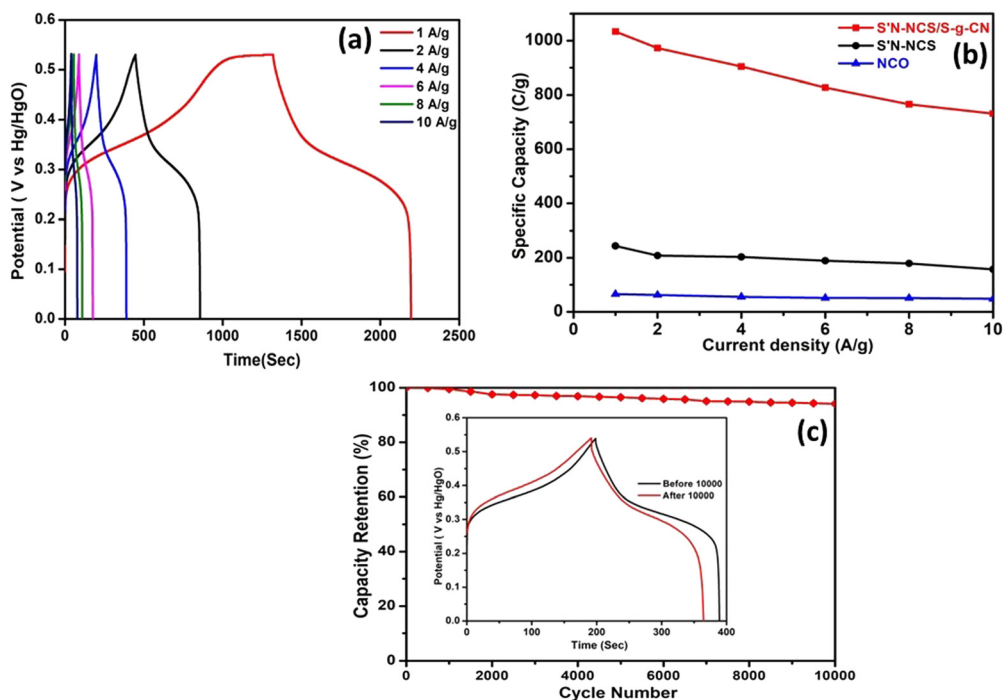 (a)
1 A/g
2 A/g
4 A/g
6 A/g
8 A/g
10 A/g
Potential ( V vs Hg/HgO)
0.6
0.5
0.4
0.3
0.2
0.1
0.0
0 500 1000 1500 2000 2500
Time(Sec)
(b)
S'N-NCS/S-g-CN
S'N-NCS
NCO
Specific Capacity (C/g)
1000
800
600
400
200
0
0 2 4 6 8 10
Current density (A/g)
(c)
Capacity Retention (%)
100
80
60
40
20
0
0 2000 4000 6000 8000 10000
Cycle Number
Before 10000
After 10000
Potential ( V vs Hg/HgO)
0.6
0.5
0.4
0.3
0.2
0.1
0.0
0 100 200 300 400
Time (Sec)